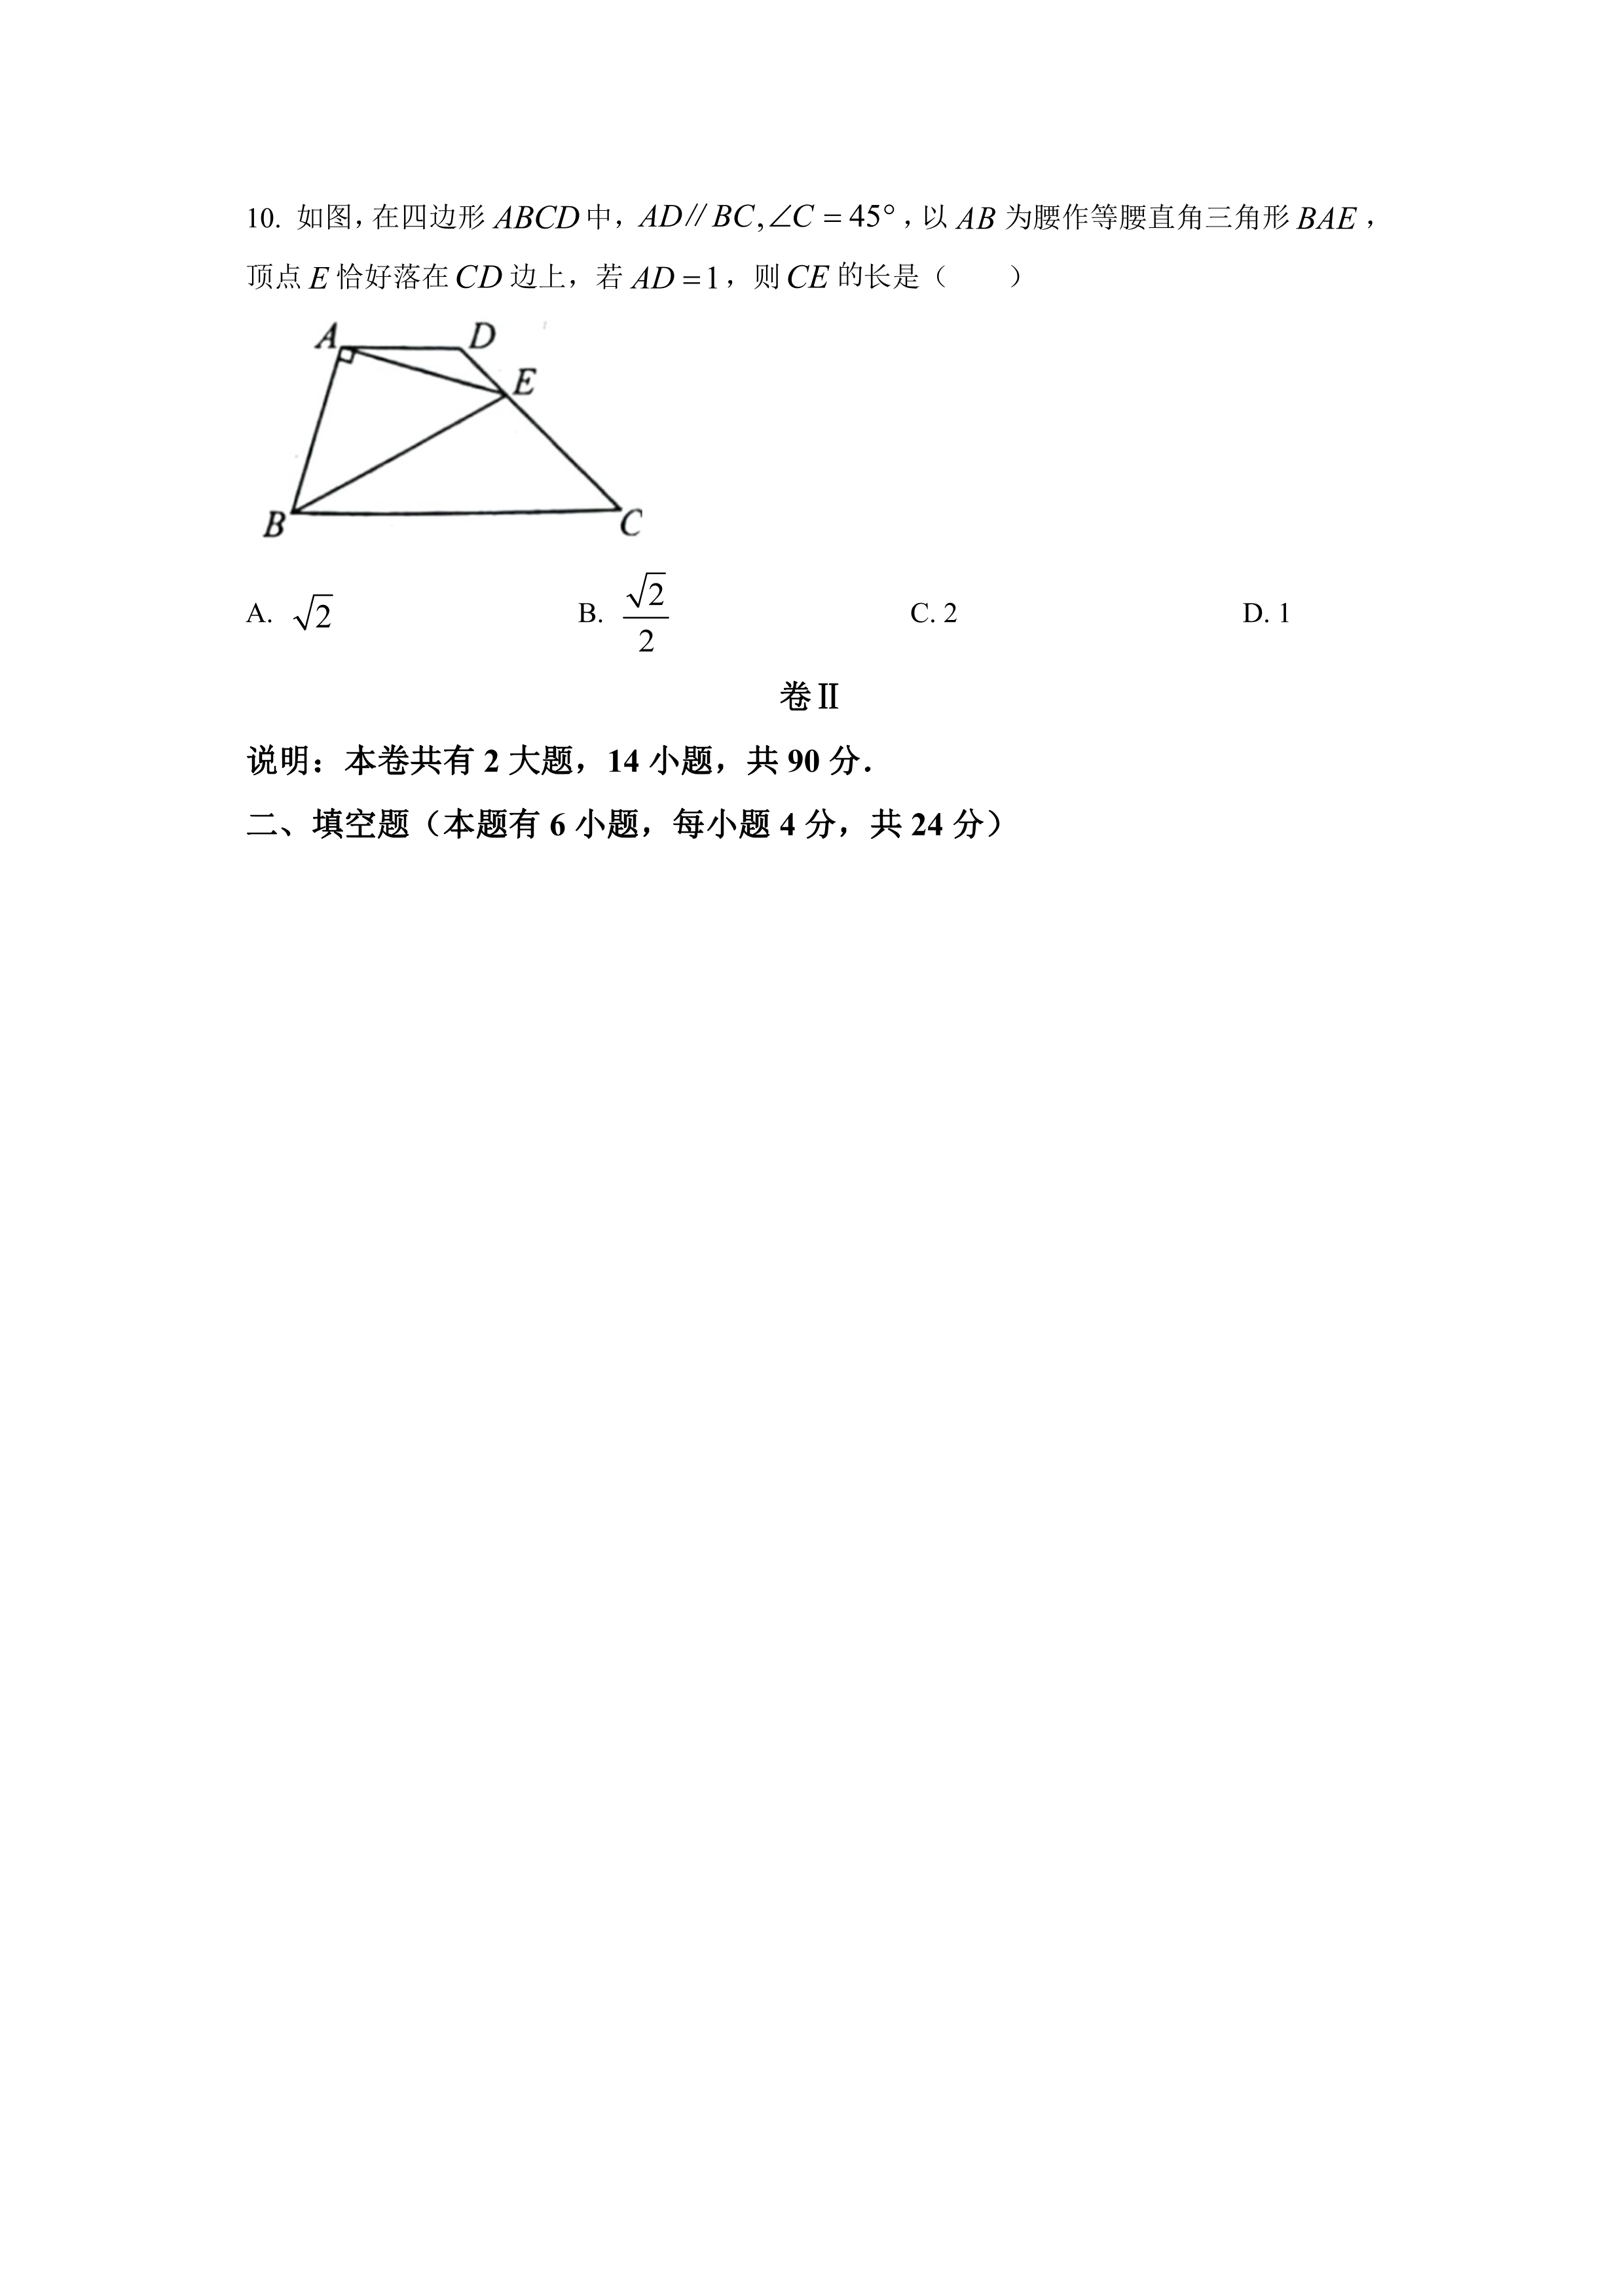 10. 如图，在四边形 ABCD 中，AD∥BC,∠C = 45°，以 AB 为腰作等腰直角三角形 BAE，
顶点 E 恰好落在 CD 边上，若 AD =1，则 CE 的长是（　　）
A D
E
B C
A. √2 B. √2/2 C. 2 D. 1
卷Ⅱ
说明：本卷共有 2 大题，14 小题，共 90 分．
二、填空题（本题有 6 小题，每小题 4 分，共 24 分）